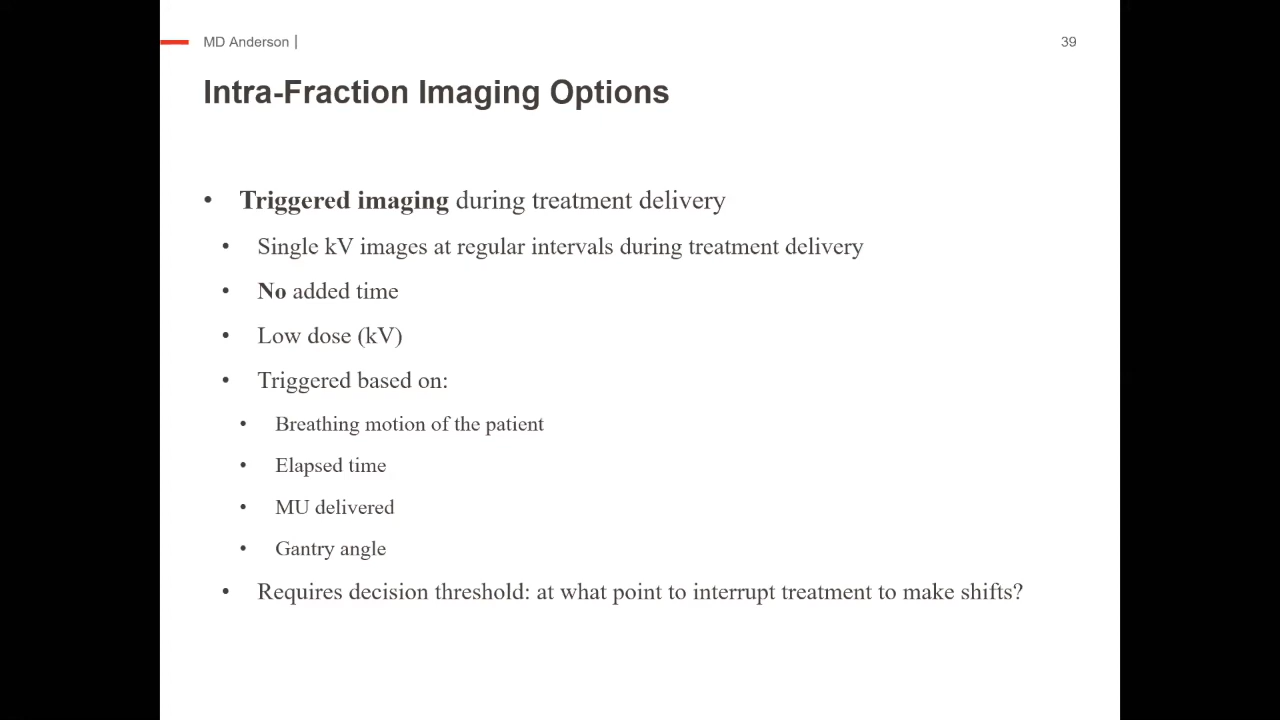 MD Anderson |
39
Intra-Fraction Imaging Options
• Triggered imaging during treatment delivery
• Single kV images at regular intervals during treatment delivery
• No added time
• Low dose (kV)
• Triggered based on:
• Breathing motion of the patient
• Elapsed time
• MU delivered
• Gantry angle
• Requires decision threshold: at what point to interrupt treatment to make shifts?